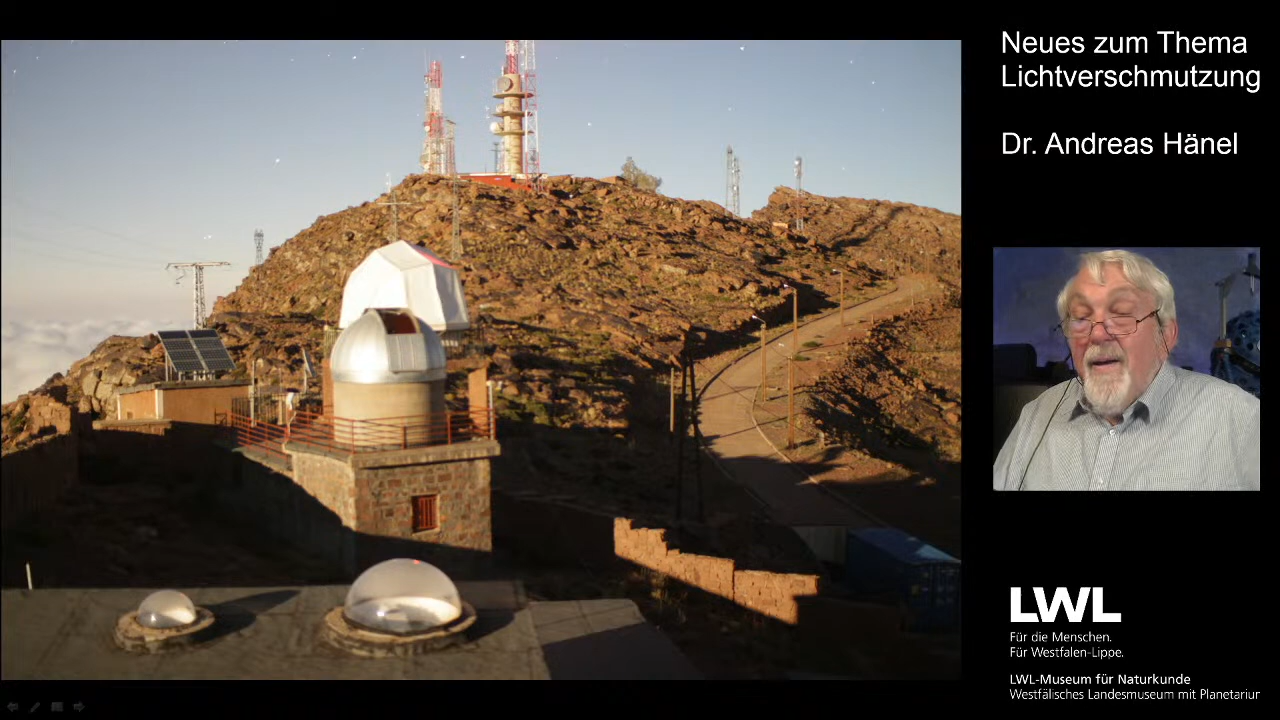 Neues zum Thema
Lichtverschmutzung
Dr. Andreas Hänel
LWL
Für die Menschen.
Für Westfalen-Lippe.
LWL-Museum für Naturkunde
Westfälisches Landesmuseum mit Planetarium